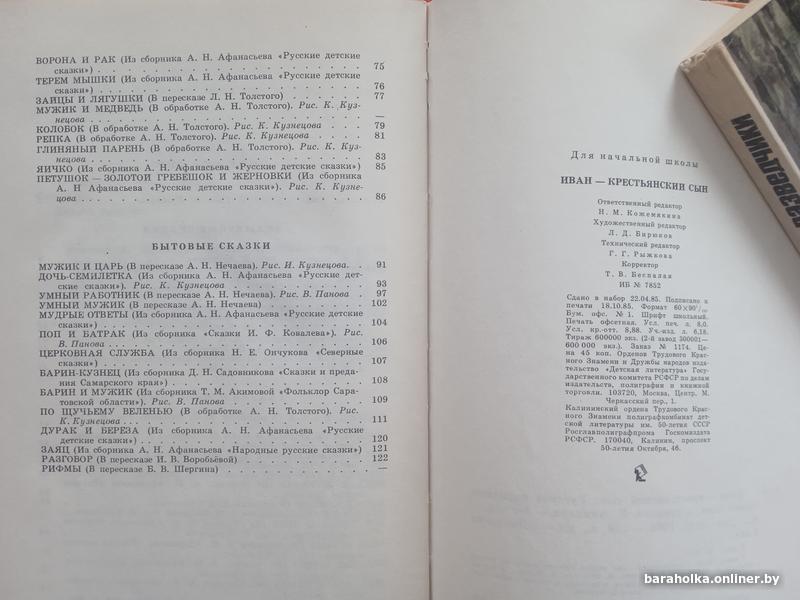 ВОРОНА И РАК (Из сборника А. Н. Афанасьева «Русские детские
сказки») . . . . . . . . . . . . . . . . 75
ТЕРЕМ МЫШКИ (Из сборника А. Н. Афанасьева «Русские детские
сказки») . . . . . . . . . . . . . . . . 76
ЗАЙЦЫ И ЛЯГУШКИ (В пересказе Л. Н. Толстого) . . . . . . 77
МУЖИК И МЕДВЕДЬ (В обработке А. Н. Толстого). Рис. К. Куз-
нецова . . . . . . . . . . . . . . . . —
КОЛОБОК (В обработке А. Н. Толстого). Рис. К. Кузнецова . . . 79
РЕПКА (В обработке А. Н. Толстого). Рис. К. Кузнецова . . . . 81
ГЛИНЯНЫЙ ПАРЕНЬ (В обработке А. Н. Толстого). Рис. К. Куз-
нецова . . . . . . . . . . . . . . . . 83
ЯИЧКО (Из сборника А. Н. Афанасьева «Русские детские сказки») 85
ПЕТУШОК — ЗОЛОТОЙ ГРЕБЕШОК И ЖЕРНОВКИ (Из сборника
А. Н Афанасьева «Русские детские сказки»). Рис. К. Кузне-
цова . . . . . . . . . . . . . . . . . 86
БЫТОВЫЕ СКАЗКИ
МУЖИК И ЦАРЬ (В пересказе А. Н. Нечаева). Рис. И. Кузнецова. . 91
ДОЧЬ-СЕМИЛЕТКА (Из сборника А. Н. Афанасьева «Русские дет-
ские сказки»). Рис. К. Кузнецова . . . . . . . . . 93
УМНЫЙ РАБОТНИК (В пересказе А. Н. Нечаева). Рис. В. Панова . 97
УМНЫЙ МУЖИК (В пересказе А. Н. Нечаева) . . . . . . . 102
МУДРЫЕ ОТВЕТЫ (Из сборника А. Н. Афанасьева «Русские детские
сказки») . . . . . . . . . . . . . . . . 104
ПОП И БАТРАК (Из сборника «Сказки И. Ф. Ковалева»). Рис.
В. Панова . . . . . . . . . . . . . . . 106
ЦЕРКОВНАЯ СЛУЖБА (Из сборника Н. Е. Ончукова «Северные
сказки») . . . . . . . . . . . . . . . . 107
БАРИН-КУЗНЕЦ (Из сборника Д. Н. Садовникова «Сказки и преда-
ния Самарского края») . . . . . . . . . . . . 108
БАРИН И МУЖИК (Из сборника Т. М. Акимовой «Фольклор Сара-
товской области»). Рис. В. Панова . . . . . . . . . 109
ПО ЩУЧЬЕМУ ВЕЛЕНЬЮ (В обработке А. Н. Толстого). Рис.
К. Кузнецова . . . . . . . . . . . . . . . 111
ДУРАК И БЕРЕЗА (Из сборника А. Н. Афанасьева «Русские
детские сказки») . . . . . . . . . . . . . . 120
ЗАЯЦ (Из сборника А. Н. Афанасьева «Народные русские сказки») 121
РАЗГОВОР (В пересказе И. В. Воробьёвой) . . . . . . . . 122
РИФМЫ (В пересказе Б. В. Шергина) . . . . . . . . . . —
Для начальной школы
ИВАН — КРЕСТЬЯНСКИЙ СЫН
Ответственный редактор
Н. М. Кожемякина
Художественный редактор
Л. Д. Бирюков
Технический редактор
Г. Г. Рыжкова
Корректор
Т. В. Беспалая
ИБ № 7852
Сдано в набор 22.04.85. Подписано к
печати 18.10.85. Формат 60×90¹/₁₆
Бум. офс. № 1. Шрифт школьный.
Печать офсетная. Усл. печ. л. 8,0.
Усл. кр.-отт. 8,88. Уч.-изд. л. 6,18.
Тираж 600000 экз. (2-й завод 300001—
600 000 экз.). Заказ № 1174. Це-
на 45 коп. Орденов Трудового Крас-
ного Знамени и Дружбы народов издатель-
ство «Детская литература» Госу-
дарственного комитета РСФСР по делам
издательств, полиграфии и книжной
торговли. 103720, Москва, Центр, М.
Черкасский пер., 1.
Калининский ордена Трудового Крас-
ного Знамени полиграфкомбинат дет-
ской литературы им. 50-летия СССР
Росглавполиграфпрома Госкомиздата
РСФСР. 170040, Калинин, проспект
50-летия Октября, 46.
baraholka.onliner.by